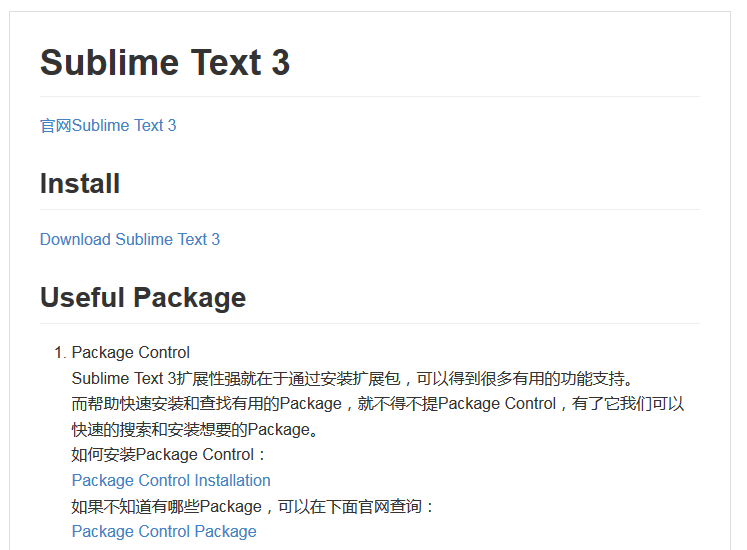 Sublime Text 3
官网Sublime Text 3
Install
Download Sublime Text 3
Useful Package
1. Package Control
Sublime Text 3扩展性强就在于通过安装扩展包，可以得到很多有用的功能支持。
而帮助快速安装和查找有用的Package，就不得不提Package Control，有了它我们可以
快速的搜索和安装想要的Package。
如何安装Package Control：
Package Control Installation
如果不知道有哪些Package，可以在下面官网查询：
Package Control Package